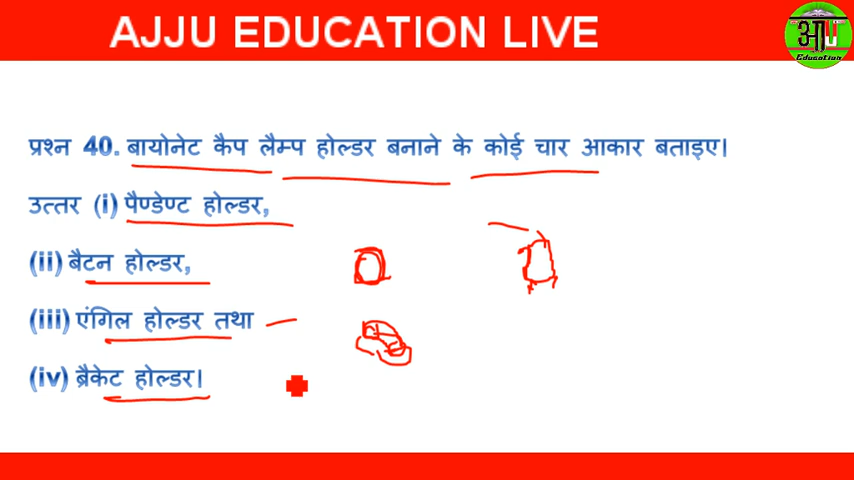 AJJU EDUCATION LIVE
Education
प्रश्न 40. बायोनेट कैप लैम्प होल्डर बनाने के कोई चार आकार बताइए।
उत्तर (i) पैण्डेण्ट होल्डर,
(ii) बैटन होल्डर,
(iii) एंगिल होल्डर तथा
(iv) ब्रैकेट होल्डर।